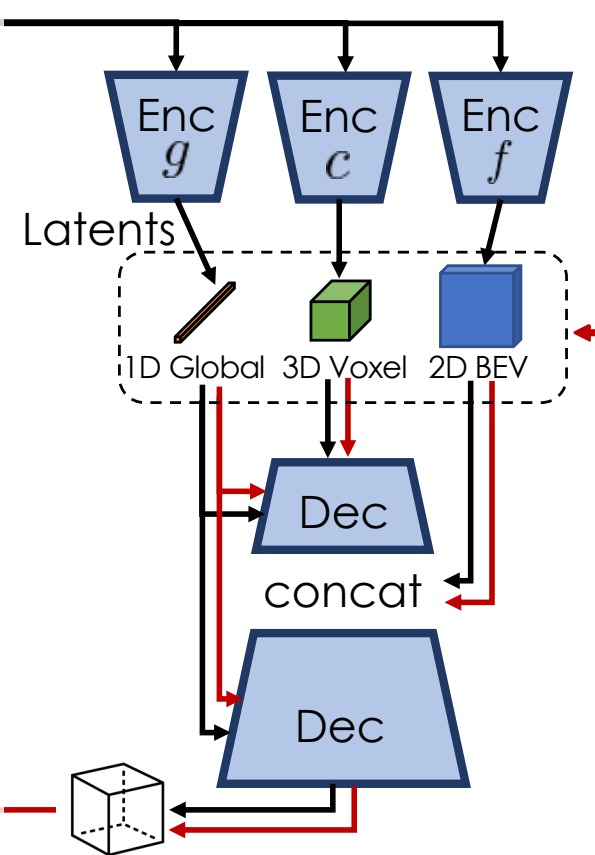 Enc Enc Enc
g c f
Latents
1D Global 3D Voxel 2D BEV
Dec
concat
Dec